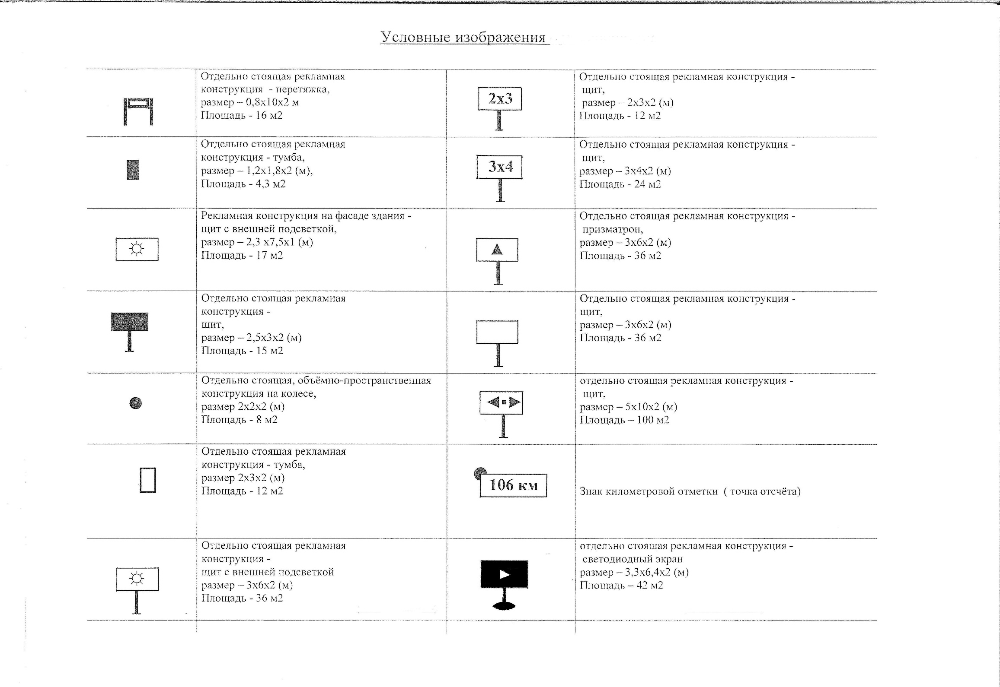 Условные изображения
Отдельно стоящая рекламная
конструкция - перетяжка,
размер – 0,8х10х2 м
Площадь - 16 м2
2х3
Отдельно стоящая рекламная конструкция -
щит,
размер – 2х3х2 (м)
Площадь - 12 м2
Отдельно стоящая рекламная
конструкция - тумба,
размер – 1,2х1,8х2 (м),
Площадь - 4,3 м2
3х4
Отдельно стоящая рекламная конструкция -
щит,
размер – 3х4х2 (м)
Площадь - 24 м2
Рекламная конструкция на фасаде здания -
щит с внешней подсветкой,
размер – 2,3 х7,5х1 (м)
Площадь - 17 м2
Отдельно стоящая рекламная конструкция -
призматрон,
размер – 3х6х2 (м)
Площадь - 36 м2
Отдельно стоящая рекламная
конструкция -
щит,
размер – 2,5х3х2 (м)
Площадь - 15 м2
Отдельно стоящая рекламная конструкция -
щит,
размер – 3х6х2 (м)
Площадь - 36 м2
Отдельно стоящая, объёмно-пространственная
конструкция на колесе,
размер 2х2х2 (м)
Площадь - 8 м2
отдельно стоящая рекламная конструкция -
щит,
размер – 5х10х2 (м)
Площадь – 100 м2
Отдельно стоящая рекламная
конструкция - тумба,
размер 2х3х2 (м)
Площадь - 12 м2
106 км
Знак километровой отметки ( точка отсчёта)
Отдельно стоящая рекламная
конструкция -
щит с внешней подсветкой
размер – 3х6х2 (м)
Площадь - 36 м2
отдельно стоящая рекламная конструкция -
светодиодный экран
размер – 3,3х6,4х2 (м)
Площадь – 42 м2